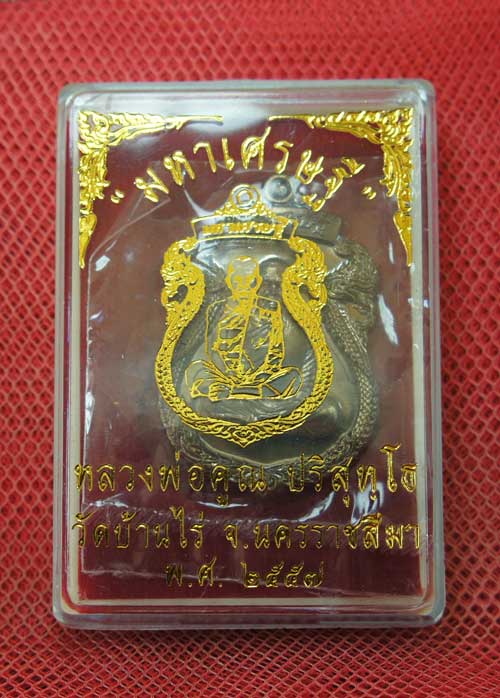 "มหาเศรษฐี"
หลวงพ่อคูณ ปริสุทฺโธ
วัดบ้านไร่ จ.นครราชสีมา
พ.ศ. ๒๕๕๗